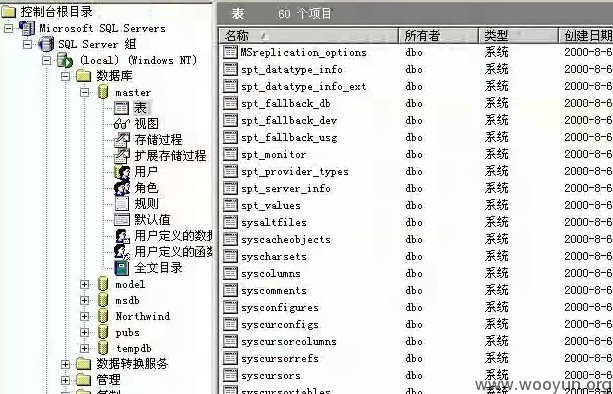 控制台根目录
Microsoft SQL Servers
SQL Server 组
(local) (Windows NT)
数据库
master
表
视图
存储过程
扩展存储过程
用户
角色
规则
默认值
用户定义的数据
用户定义的函数
全文目录
model
msdb
Northwind
pubs
tempdb
数据转换服务
管理
表 60 个项目
名称 所有者 类型 创建日期
MSreplication_options dbo 系统 2000-8-6
spt_datatype_info dbo 系统 2000-8-6
spt_datatype_info_ext dbo 系统 2000-8-6
spt_fallback_db dbo 系统 2000-8-6
spt_fallback_dev dbo 系统 2000-8-6
spt_fallback_usg dbo 系统 2000-8-6
spt_monitor dbo 系统 2000-8-6
spt_provider_types dbo 系统 2000-8-6
spt_server_info dbo 系统 2000-8-6
spt_values dbo 系统 2000-8-6
sysaltfiles dbo 系统 2000-8-6
syscacheobjects dbo 系统 2000-8-6
syscharsets dbo 系统 2000-8-6
syscolumns dbo 系统 2000-8-6
syscomments dbo 系统 2000-8-6
sysconfigures dbo 系统 2000-8-6
syscurconfigs dbo 系统 2000-8-6
syscursorcolumns dbo 系统 2000-8-6
syscursorrefs dbo 系统 2000-8-6
syscursors dbo 系统 2000-8-6
syscursortables dbo 系统
www.wooyun.org